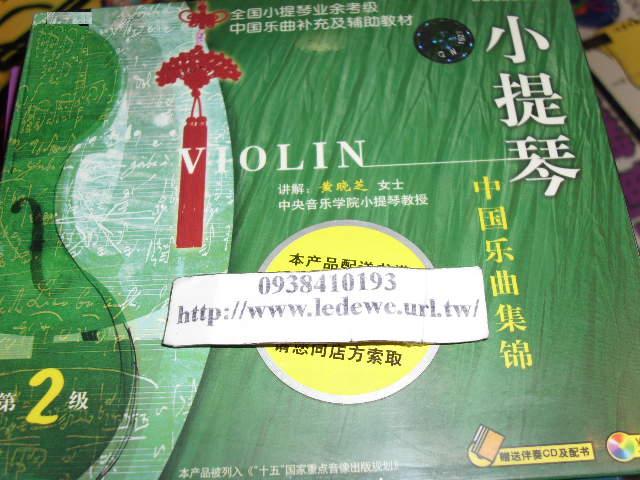 全国小提琴业余考级
中国乐曲补充及辅助教材
小提琴
VIOLIN
讲解：黄晓芝 女士
中央音乐学院小提琴教授
中国乐曲集锦
本产品配送
0938410193
http://www.ledewe.url.tw/
请您向店方索取
第2级
赠送伴奏CD及配书
本产品被列入《"十五"国家重点音像出版规划》